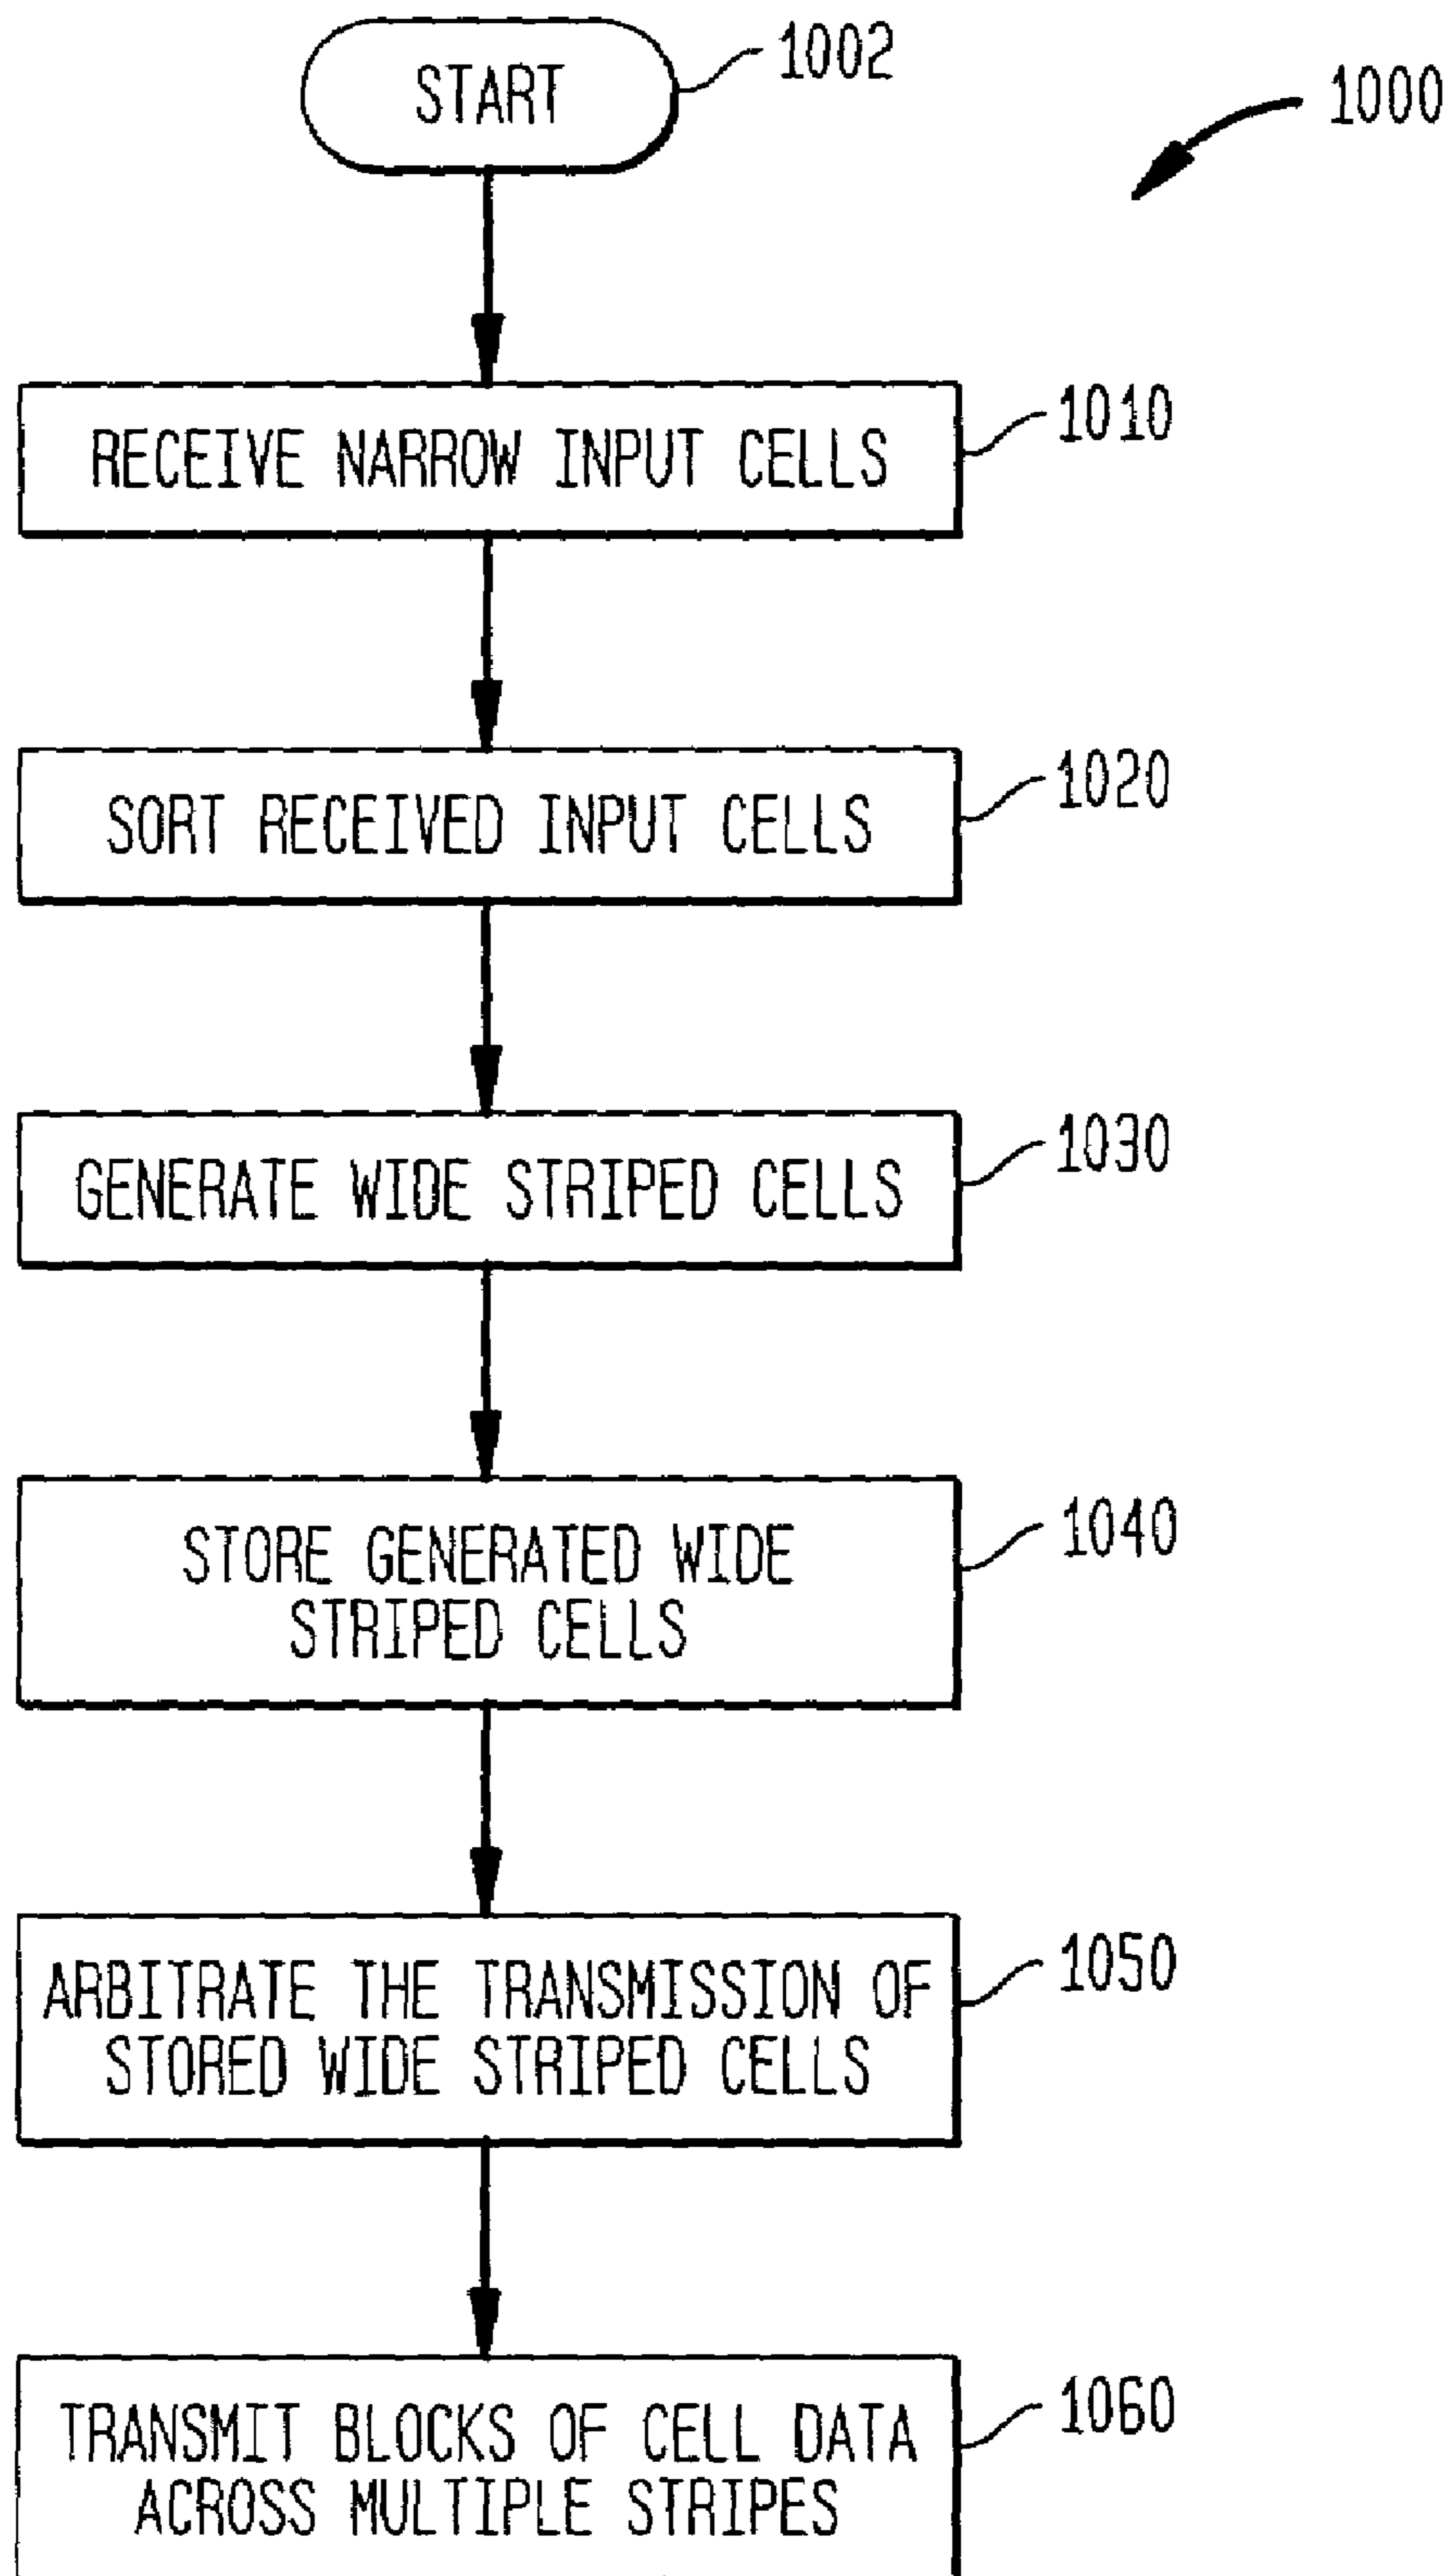 START
1002
1000
RECEIVE NARROW INPUT CELLS
1010
SORT RECEIVED INPUT CELLS
1020
GENERATE WIDE STRIPED CELLS
1030
STORE GENERATED WIDE
STRIPED CELLS
1040
ARBITRATE THE TRANSMISSION OF
STORED WIDE STRIPED CELLS
1050
TRANSMIT BLOCKS OF CELL DATA
ACROSS MULTIPLE STRIPES
1060